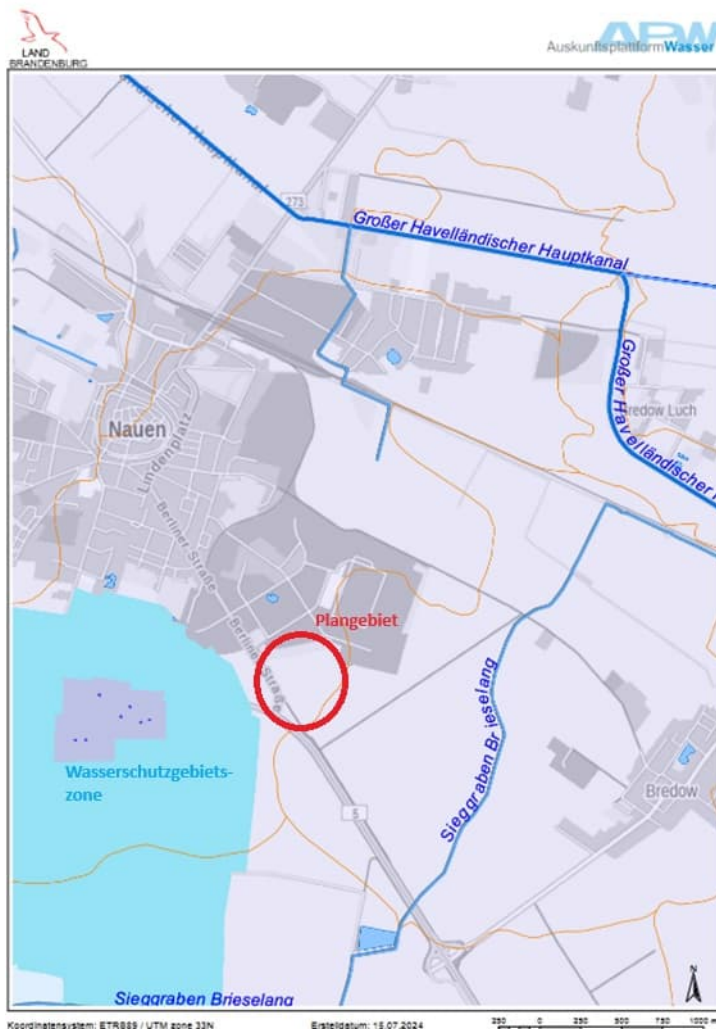 LAND
BRANDENBURG
APW
AuskunftsplattformWasser
Hauptkanal
273
Großer Havelländischer Hauptkanal
Großer Havelländischer
Bredow Luch
Nauen
Lindenplatz
Berliner Straße
Plangebiet
Berliner Straße
Wasserschutzgebiets-
zone
5
Sieggraben Brieselang
Bredow
Sieggraben Brieselang
N
Koordinatensystem: ETRS89 / UTM zone 33N
Erstelldatum: 15.07.2024
250 0 250 500 750 1000 m